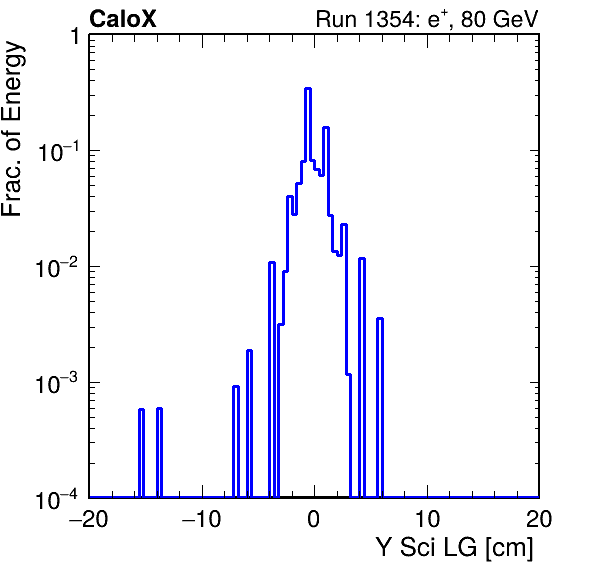 CaloX Run 1354: e⁺, 80 GeV
Frac. of Energy
1
10⁻¹
10⁻²
10⁻³
10⁻⁴
−20 −10 0 10 20
Y Sci LG [cm]